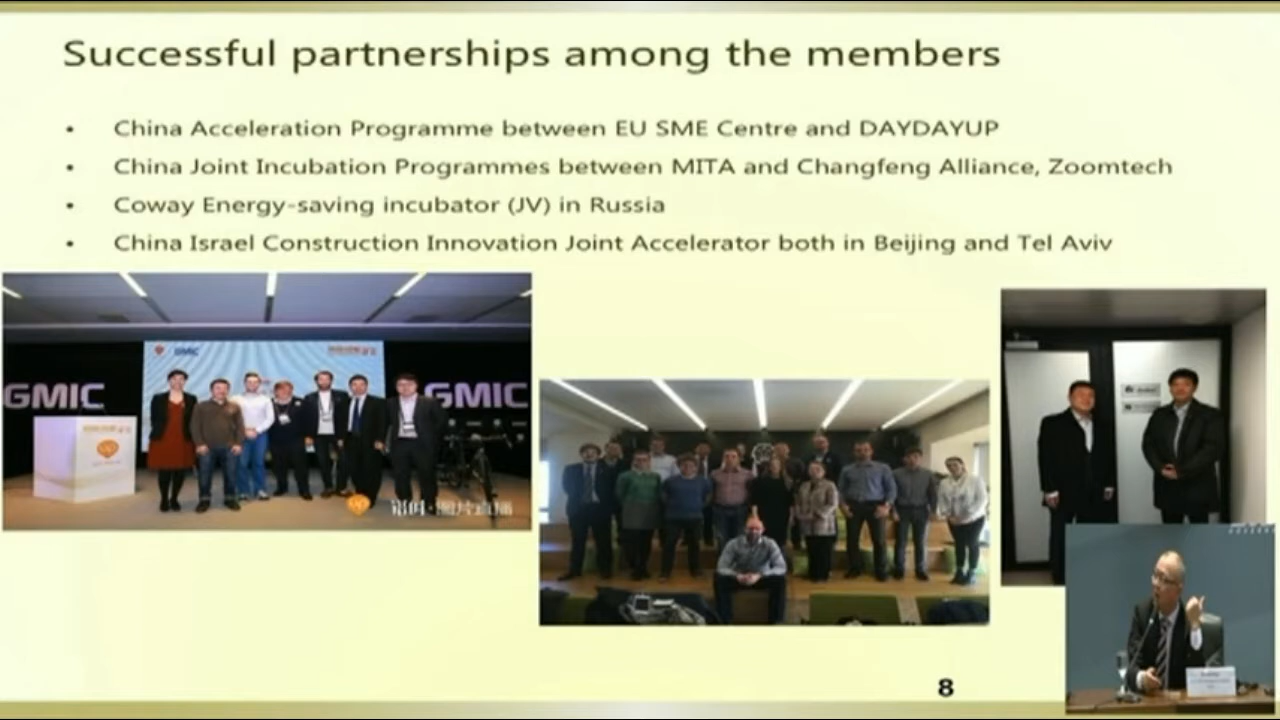 Successful partnerships among the members
• China Acceleration Programme between EU SME Centre and DAYDAYUP
• China Joint Incubation Programmes between MITA and Changfeng Alliance, Zoomtech
• Coway Energy-saving incubator (JV) in Russia
• China Israel Construction Innovation Joint Accelerator both in Beijing and Tel Aviv
GMIC
GMIC
GMIC
8